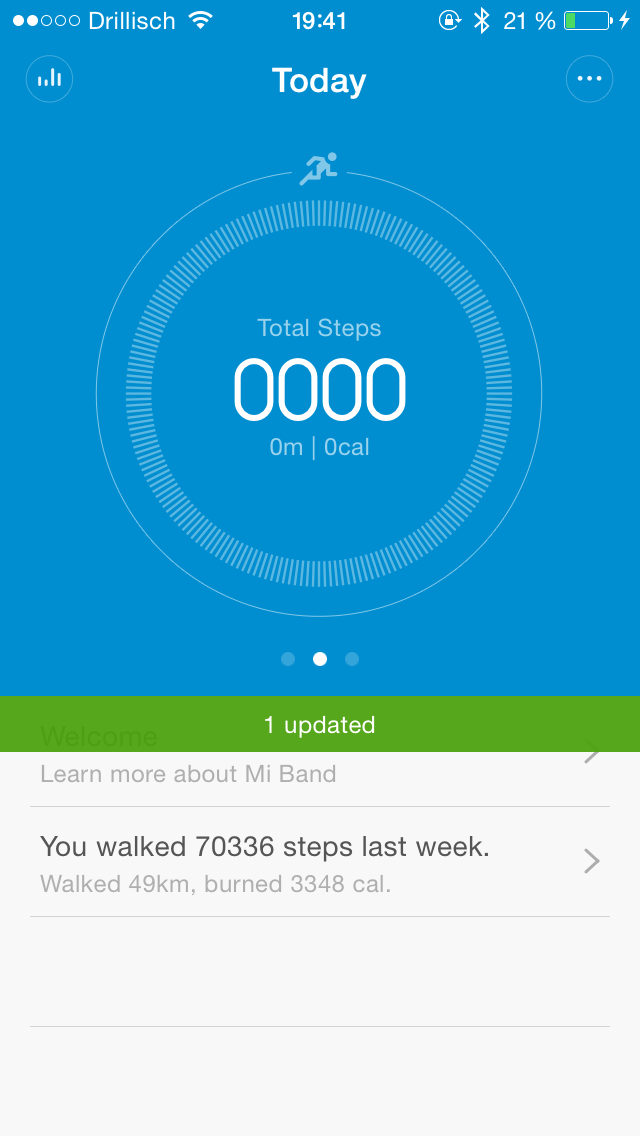 Drillisch 19:41 21 %
Today
Total Steps
0000
0m | 0cal
1 updated
Welcome
Learn more about Mi Band
You walked 70336 steps last week.
Walked 49km, burned 3348 cal.